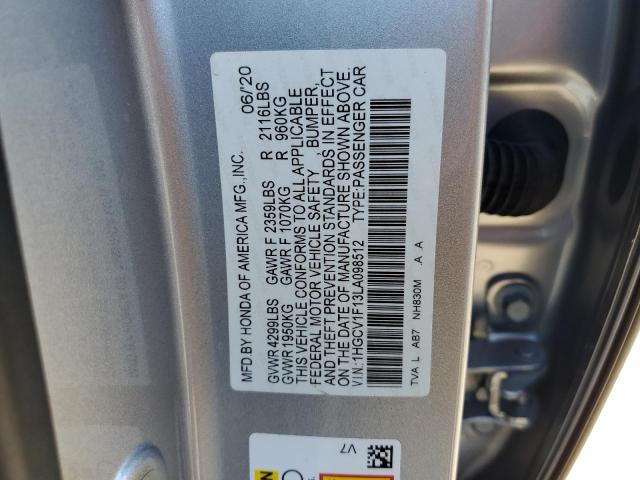 MFD.BY HONDA OF AMERICA MFG.,INC. 06/'20
GVWR 4299LBS GAWR F 2359LBS R 2116LBS
GVWR 1950KG GAWR F 1070KG R 960KG
THIS VEHICLE CONFORMS TO ALL APPLICABLE
FEDERAL MOTOR VEHICLE SAFETY , BUMPER,
AND THEFT PREVENTION STANDARDS IN EFFECT
ON THE DATE OF MANUFACTURE SHOWN ABOVE.
V.I.N.:1HGCV1F13LA098512 TYPE:PASSENGER CAR
TVA L AB7 NH830M .A .A
V7